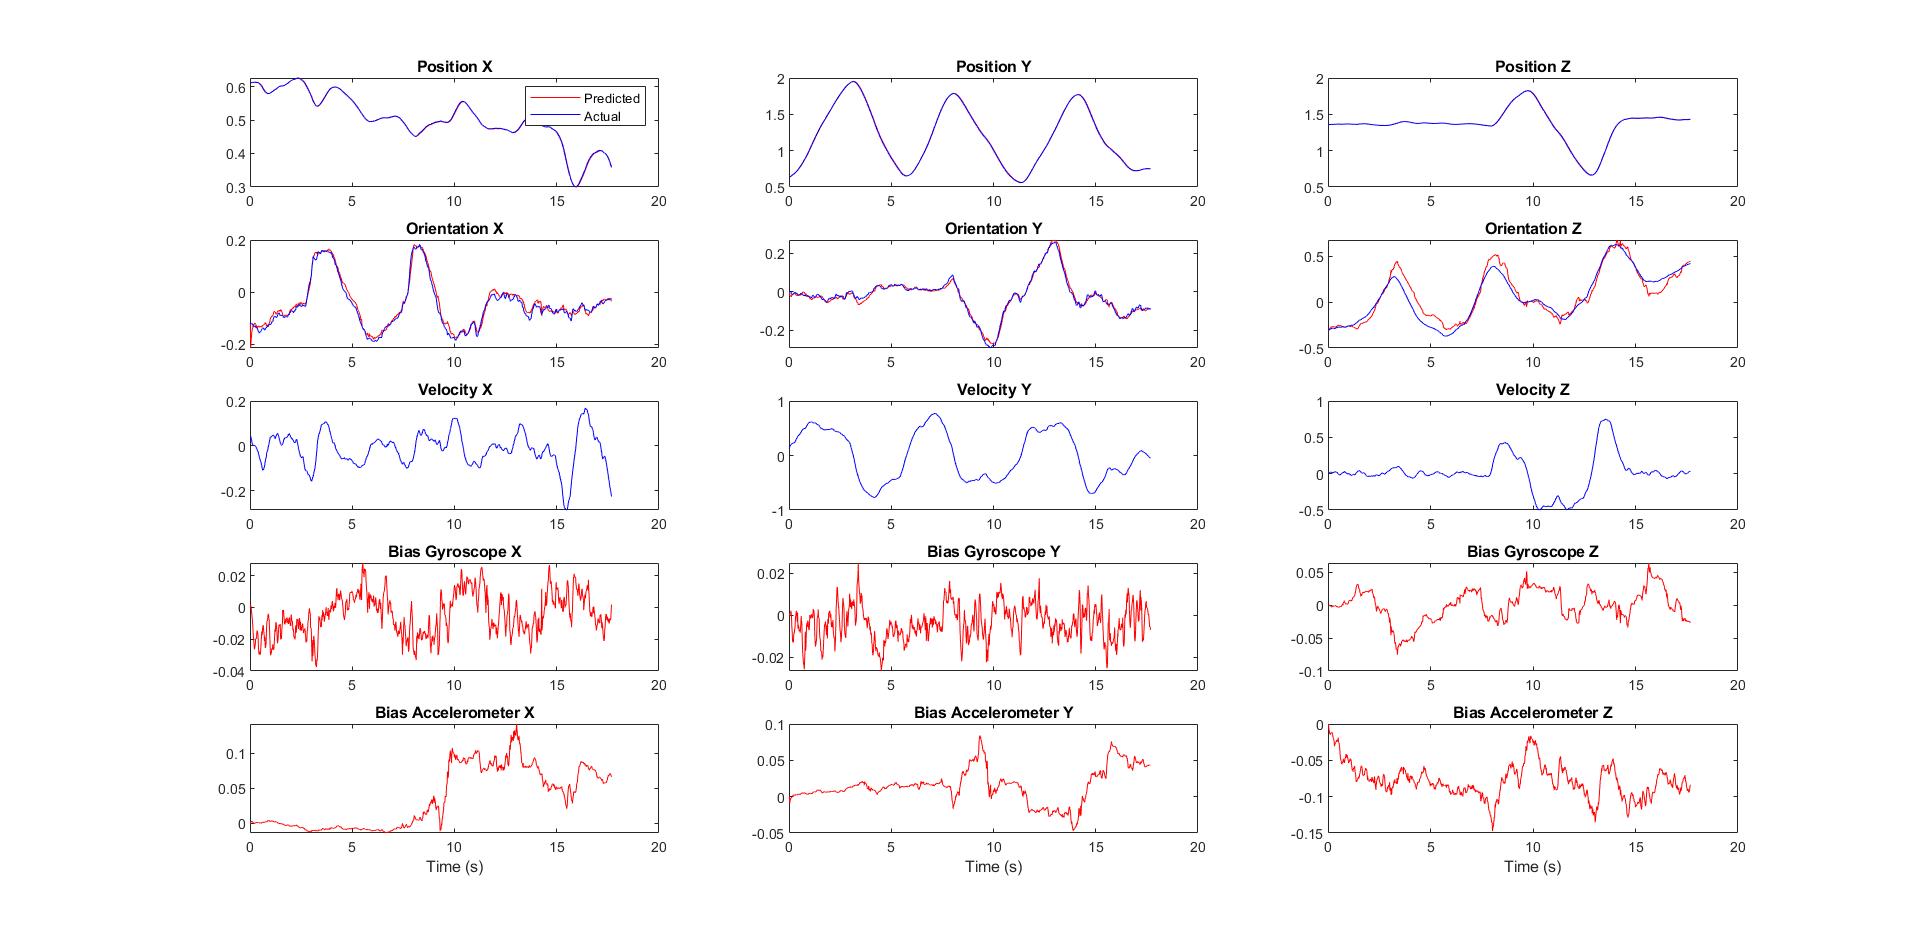 Position X
Position Y
Position Z
0.6
0.5
0.4
0.3
0 5 10 15 20
Predicted
Actual
2
1.5
1
0.5
0 5 10 15 20
2
1.5
1
0.5
0 5 10 15 20
Orientation X
Orientation Y
Orientation Z
0.2
0
-0.2
0 5 10 15 20
0.2
0
-0.2
0 5 10 15 20
0.5
0
-0.5
0 5 10 15 20
Velocity X
Velocity Y
Velocity Z
0.2
0
-0.2
0 5 10 15 20
1
0
-1
0 5 10 15 20
1
0.5
0
-0.5
0 5 10 15 20
Bias Gyroscope X
Bias Gyroscope Y
Bias Gyroscope Z
0.02
0
-0.02
-0.04
0 5 10 15 20
0.02
0
-0.02
0 5 10 15 20
0.05
0
-0.05
-0.1
0 5 10 15 20
Bias Accelerometer X
Bias Accelerometer Y
Bias Accelerometer Z
0.1
0.05
0
0 5 10 15 20
Time (s)
0.1
0.05
0
-0.05
0 5 10 15 20
Time (s)
0
-0.05
-0.1
-0.15
0 5 10 15 20
Time (s)